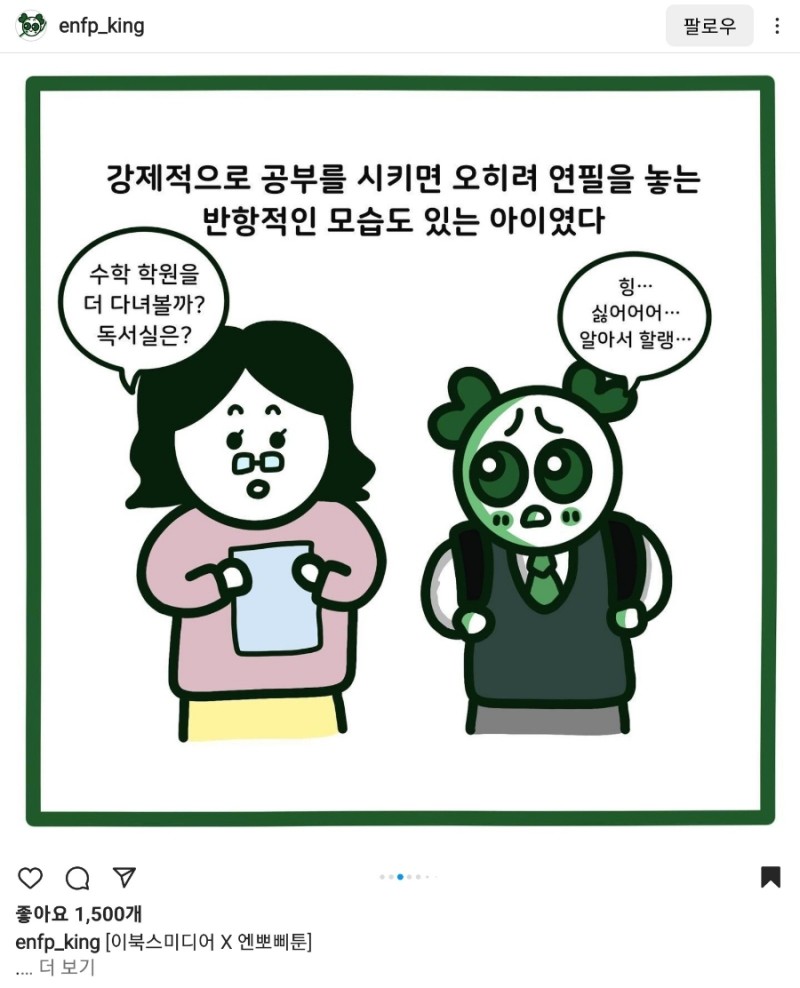 enfp_king
팔로우
강제적으로 공부를 시키면 오히려 연필을 놓는
반항적인 모습도 있는 아이였다
수학 학원을
더 다녀볼까?
독서실은?
힝…
싫어어어…
알아서 할랭…
좋아요 1,500개
enfp_king [이북스미디어 X 엔뽀삐툰]
.... 더 보기